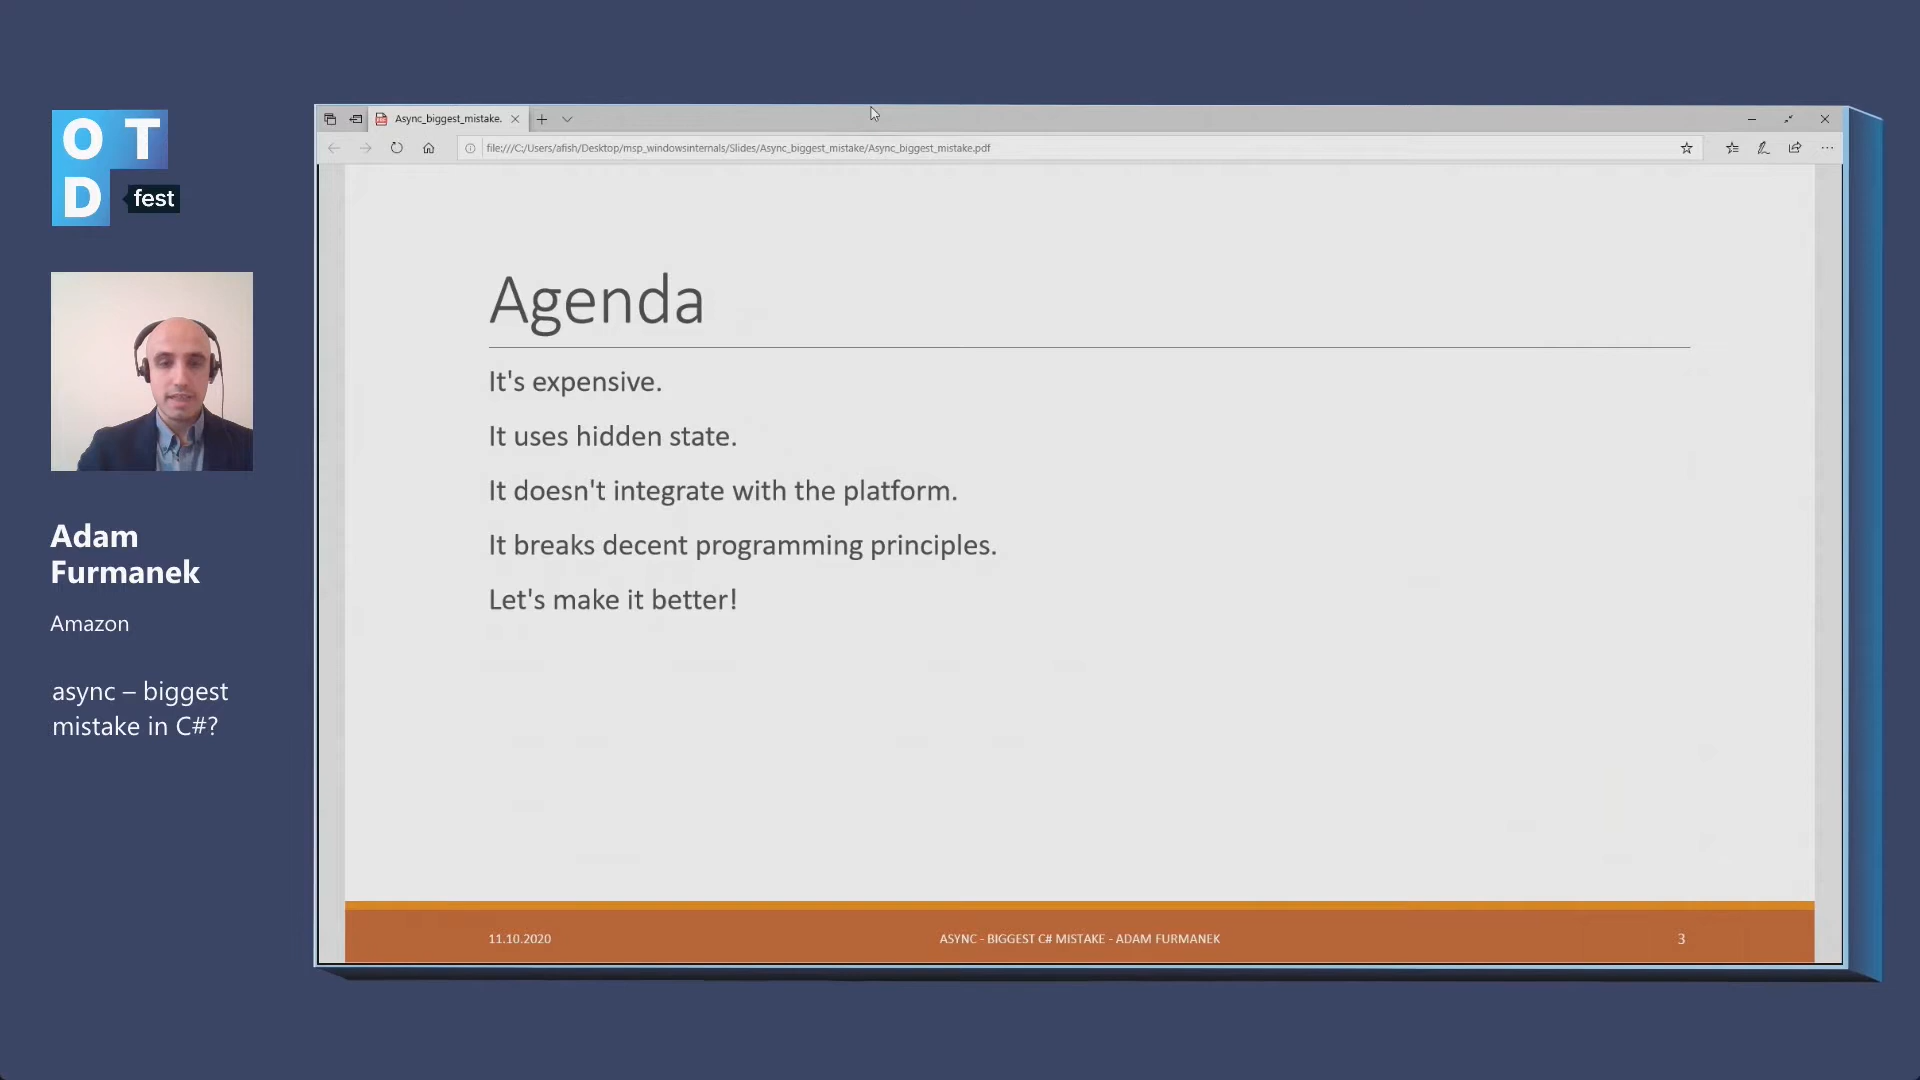 O T
D fest
Adam
Furmanek
Amazon
async – biggest
mistake in C#?
Async_biggest_mistake.
file:///C:/Users/afish/Desktop/msp_windowsinternals/Slides/Async_biggest_mistake/Async_biggest_mistake.pdf
Agenda
It's expensive.
It uses hidden state.
It doesn't integrate with the platform.
It breaks decent programming principles.
Let's make it better!
11.10.2020
ASYNC - BIGGEST C# MISTAKE - ADAM FURMANEK
3